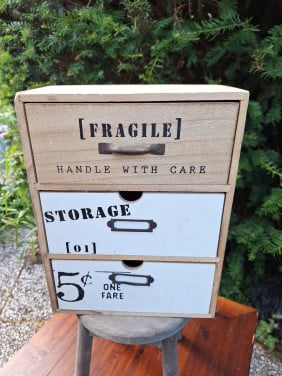 [FRAGILE]
HANDLE WITH CARE
STORAGE
[01]
5¢
ONE
FARE